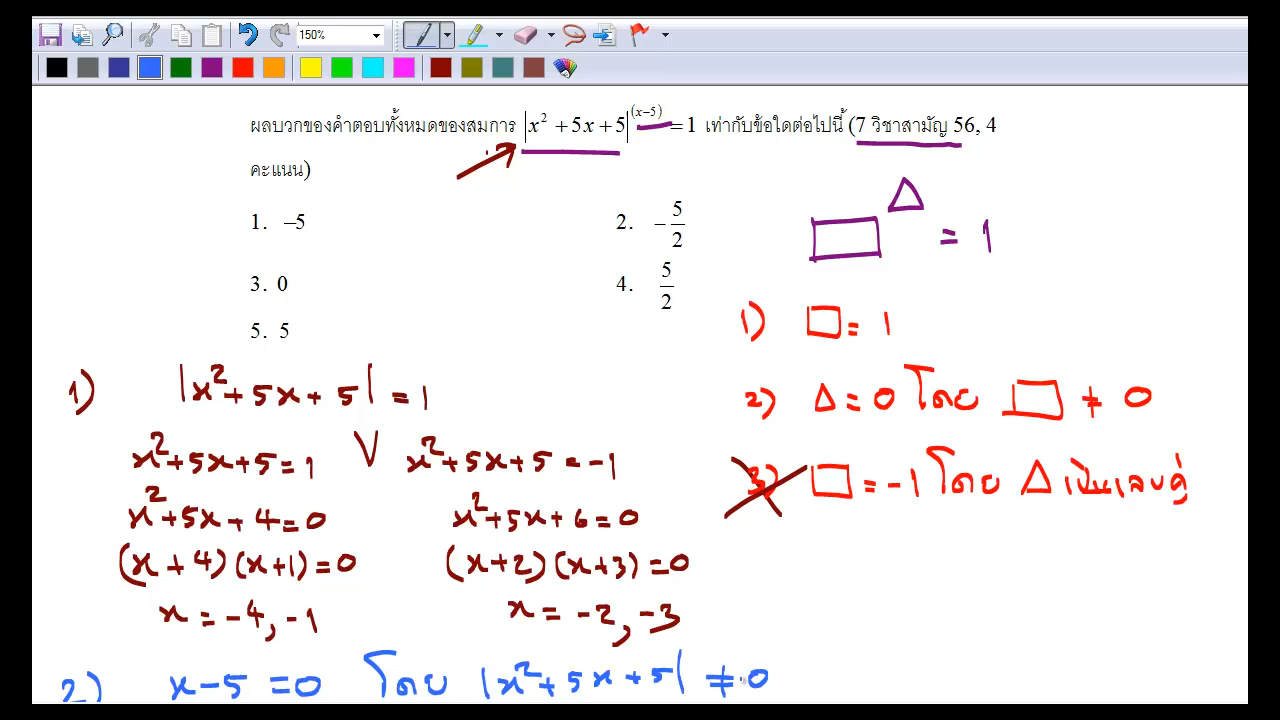 150%
ผลบวกของคำตอบทั้งหมดของสมการ |x² + 5x + 5|^(x−5) = 1 เท่ากับข้อใดต่อไปนี้ (7 วิชาสามัญ 56, 4
คะแนน)
1. −5
2. −5/2
3. 0
4. 5/2
5. 5
□^△ = 1
1) □ = 1
2) △ = 0 โดย □ ≠ 0
3) □ = -1 โดย △ เป็นเลขคู่
1) |x² + 5x + 5| = 1
x² + 5x + 5 = 1 ∨ x² + 5x + 5 = -1
x² + 5x + 4 = 0 x² + 5x + 6 = 0
(x + 4)(x + 1) = 0 (x + 2)(x + 3) = 0
x = -4, -1 x = -2, -3
2) x - 5 = 0 โดย |x² + 5x + 5| ≠ 0